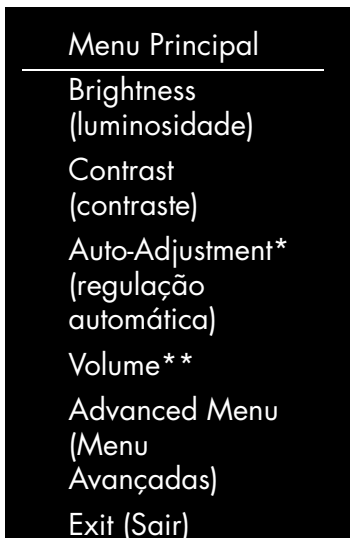 Menu Principal
Brightness
(luminosidade)
Contrast
(contraste)
Auto-Adjustment*
(regulação
automática)
Volume**
Advanced Menu
(Menu
Avançadas)
Exit (Sair)